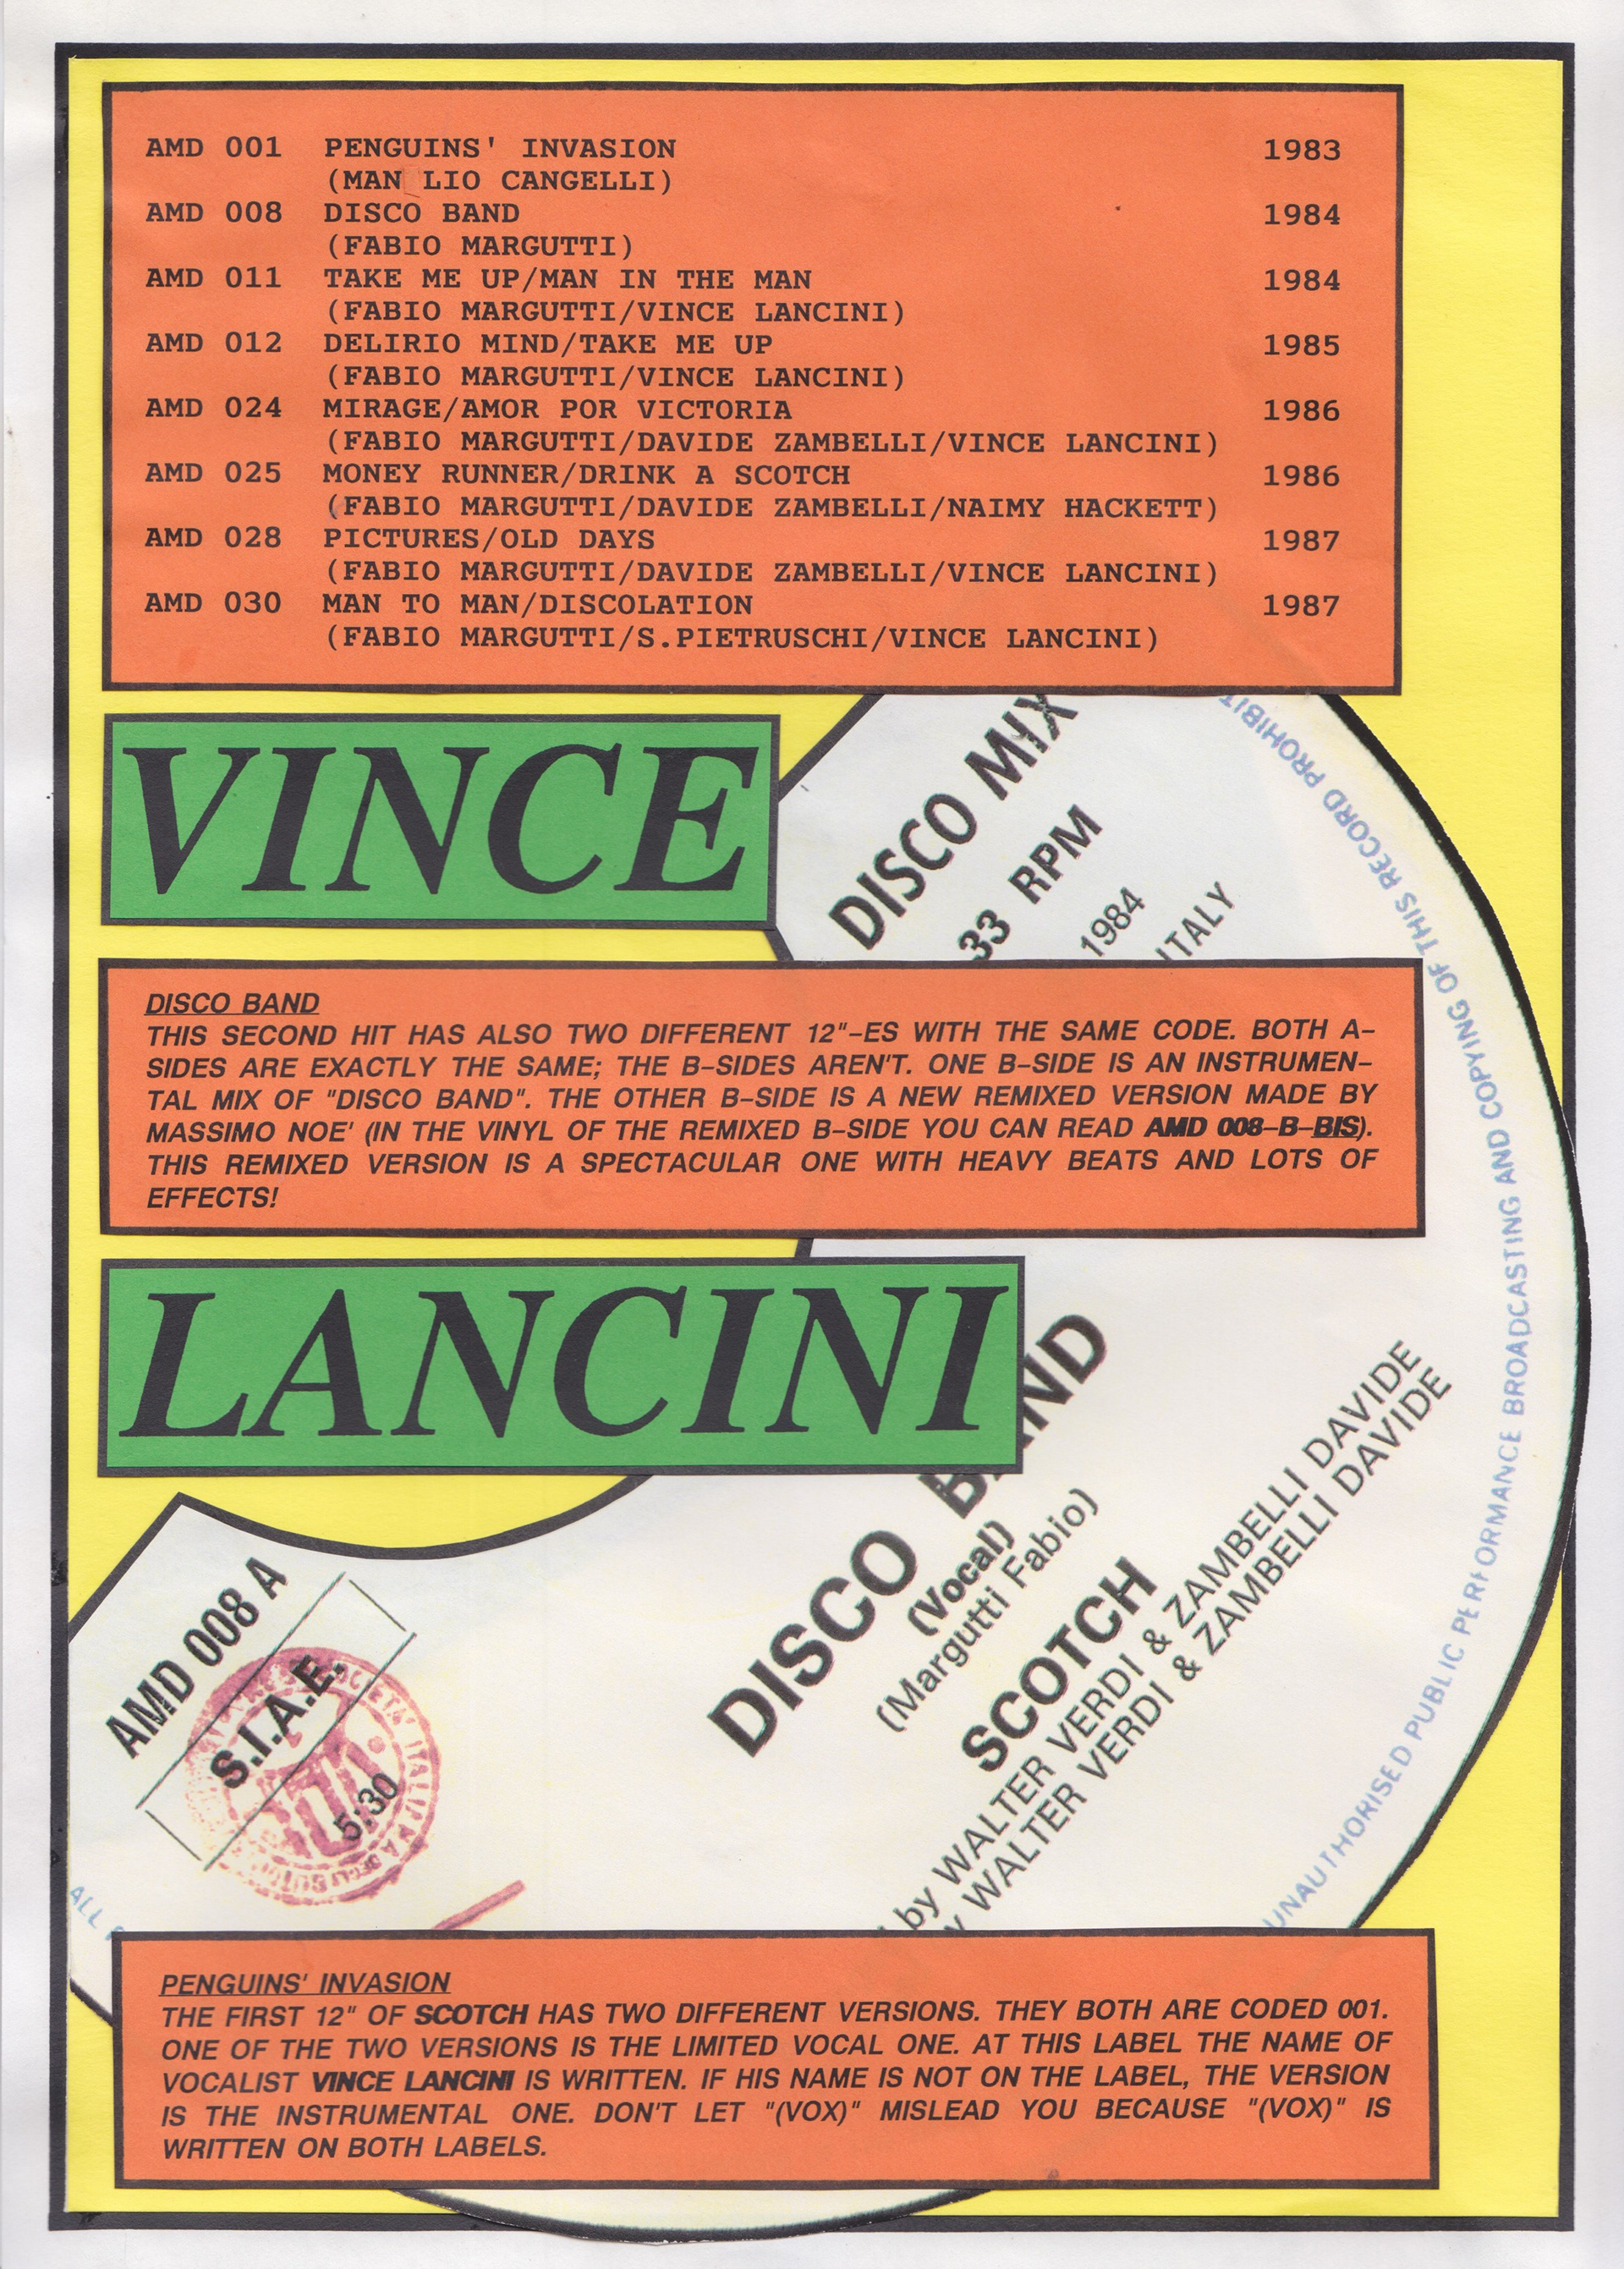 AMD 001 PENGUINS' INVASION 1983
(MAN LIO CANGELLI)
AMD 008 DISCO BAND 1984
(FABIO MARGUTTI)
AMD 011 TAKE ME UP/MAN IN THE MAN 1984
(FABIO MARGUTTI/VINCE LANCINI)
AMD 012 DELIRIO MIND/TAKE ME UP 1985
(FABIO MARGUTTI/VINCE LANCINI)
AMD 024 MIRAGE/AMOR POR VICTORIA 1986
(FABIO MARGUTTI/DAVIDE ZAMBELLI/VINCE LANCINI)
AMD 025 MONEY RUNNER/DRINK A SCOTCH 1986
(FABIO MARGUTTI/DAVIDE ZAMBELLI/NAIMY HACKETT)
AMD 028 PICTURES/OLD DAYS 1987
(FABIO MARGUTTI/DAVIDE ZAMBELLI/VINCE LANCINI)
AMD 030 MAN TO MAN/DISCOLATION 1987
(FABIO MARGUTTI/S.PIETRUSCHI/VINCE LANCINI)
VINCE
DISCO MIX
33 RPM
1984
ITALY
DISCO BAND
THIS SECOND HIT HAS ALSO TWO DIFFERENT 12"-ES WITH THE SAME CODE. BOTH A-
SIDES ARE EXACTLY THE SAME; THE B-SIDES AREN'T. ONE B-SIDE IS AN INSTRUMEN-
TAL MIX OF "DISCO BAND". THE OTHER B-SIDE IS A NEW REMIXED VERSION MADE BY
MASSIMO NOE' (IN THE VINYL OF THE REMIXED B-SIDE YOU CAN READ AMD 008-B-BIS).
THIS REMIXED VERSION IS A SPECTACULAR ONE WITH HEAVY BEATS AND LOTS OF
EFFECTS!
LANCINI
AMD 008 A
S.I.A.E.
5:30
DISCO BAND
(Vocal)
(Margutti Fabio)
SCOTCH
by WALTER VERDI & ZAMBELLI DAVIDE
WALTER VERDI & ZAMBELLI DAVIDE
UNAUTHORISED PUBLIC PERFORMANCE BROADCASTING AND COPYING OF THIS RECORD PROHIBIT
ALL
PENGUINS' INVASION
THE FIRST 12" OF SCOTCH HAS TWO DIFFERENT VERSIONS. THEY BOTH ARE CODED 001.
ONE OF THE TWO VERSIONS IS THE LIMITED VOCAL ONE. AT THIS LABEL THE NAME OF
VOCALIST VINCE LANCINI IS WRITTEN. IF HIS NAME IS NOT ON THE LABEL, THE VERSION
IS THE INSTRUMENTAL ONE. DON'T LET "(VOX)" MISLEAD YOU BECAUSE "(VOX)" IS
WRITTEN ON BOTH LABELS.